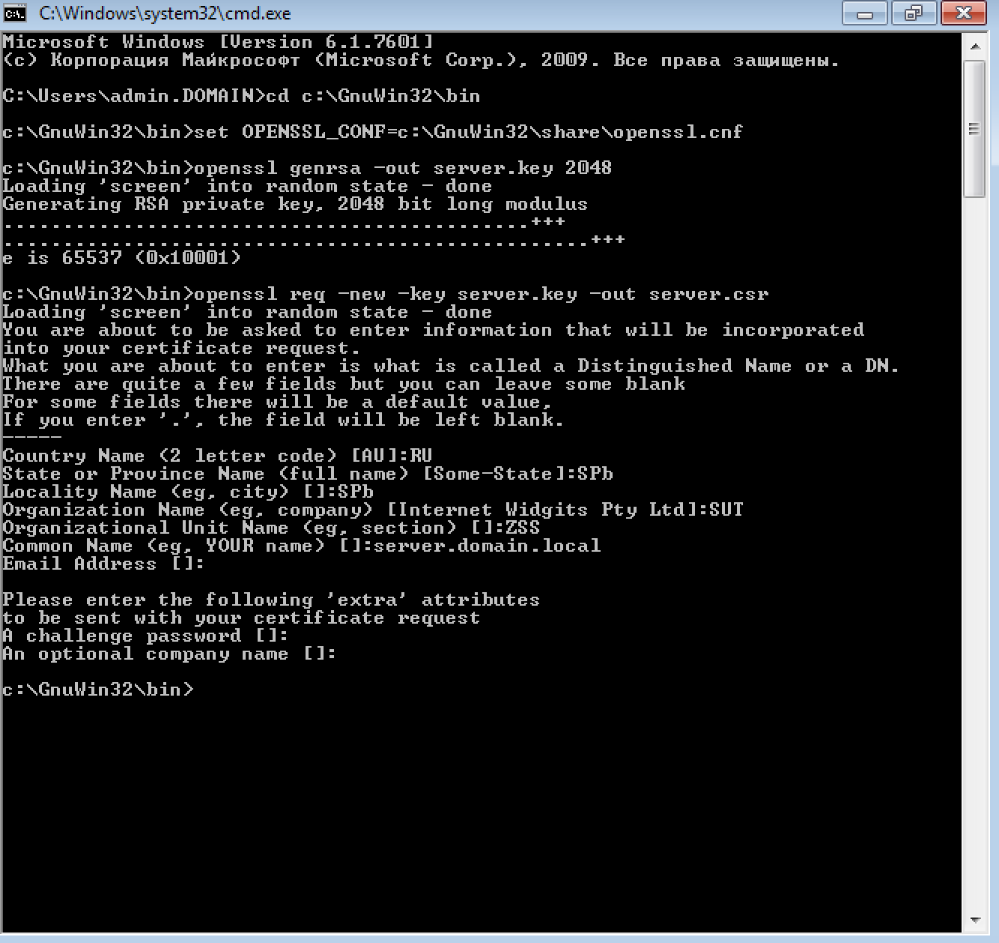 C:\Windows\system32\cmd.exe
Microsoft Windows [Version 6.1.7601]
(c) Корпорация Майкрософт (Microsoft Corp.), 2009. Все права защищены.
C:\Users\admin.DOMAIN>cd c:\GnuWin32\bin
c:\GnuWin32\bin>set OPENSSL_CONF=c:\GnuWin32\share\openssl.cnf
c:\GnuWin32\bin>openssl genrsa -out server.key 2048
Loading 'screen' into random state - done
Generating RSA private key, 2048 bit long modulus
............................................+++
.................................................+++
e is 65537 (0x10001)
c:\GnuWin32\bin>openssl req -new -key server.key -out server.csr
Loading 'screen' into random state - done
You are about to be asked to enter information that will be incorporated
into your certificate request.
What you are about to enter is what is called a Distinguished Name or a DN.
There are quite a few fields but you can leave some blank
For some fields there will be a default value,
If you enter '.', the field will be left blank.
-----
Country Name (2 letter code) [AU]:RU
State or Province Name (full name) [Some-State]:SPb
Locality Name (eg, city) []:SPb
Organization Name (eg, company) [Internet Widgits Pty Ltd]:SUT
Organizational Unit Name (eg, section) []:ZSS
Common Name (eg, YOUR name) []:server.domain.local
Email Address []:
Please enter the following 'extra' attributes
to be sent with your certificate request
A challenge password []:
An optional company name []:
c:\GnuWin32\bin>